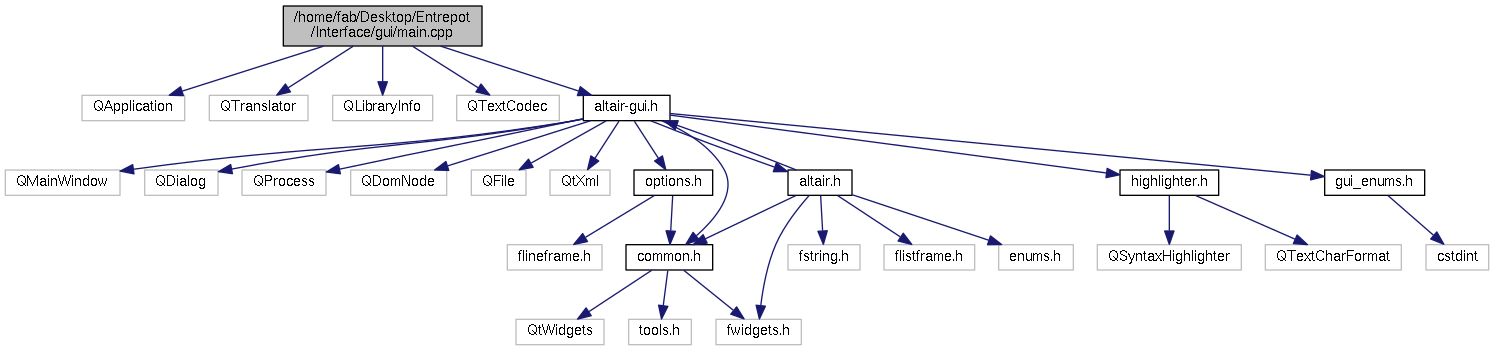 /home/fab/Desktop/Entrepot
/Interface/gui/main.cpp
QApplication
QTranslator
QLibraryInfo
QTextCodec
altair-gui.h
QMainWindow
QDialog
QProcess
QDomNode
QFile
QtXml
options.h
altair.h
highlighter.h
gui_enums.h
flineframe.h
common.h
fstring.h
flistframe.h
enums.h
QSyntaxHighlighter
QTextCharFormat
cstdint
QtWidgets
tools.h
fwidgets.h